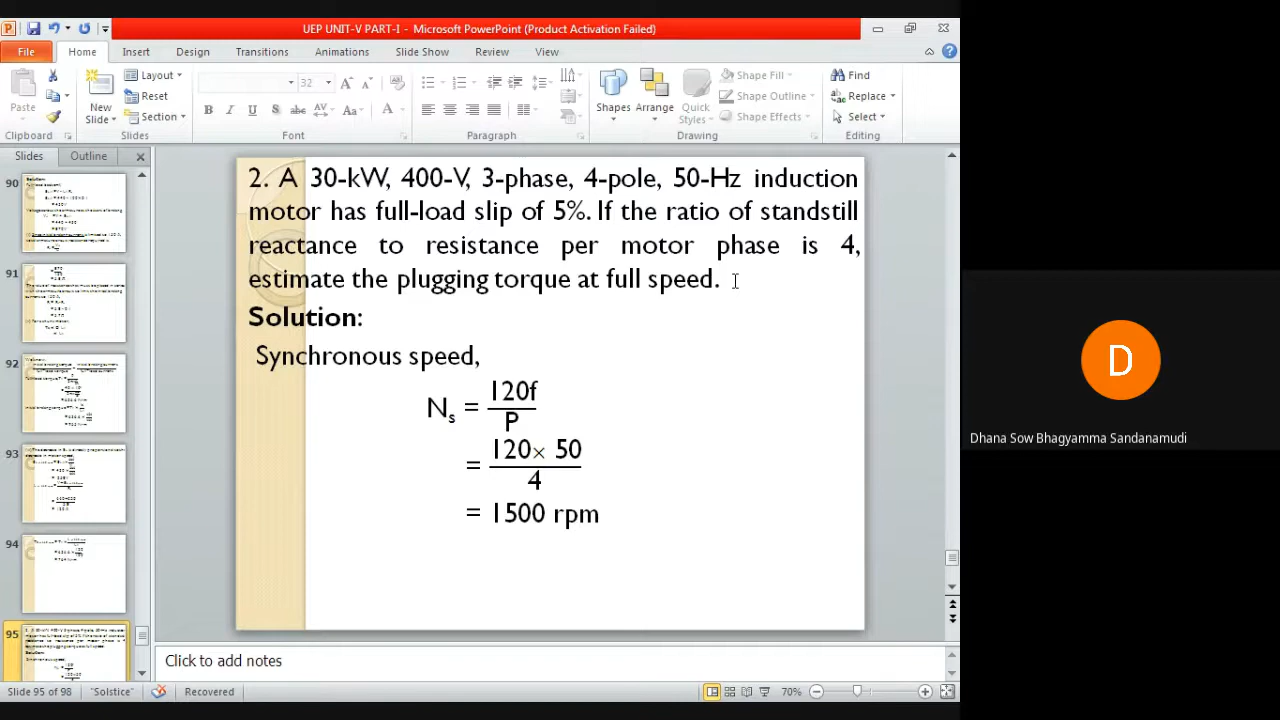 UEP UNIT-V PART-I - Microsoft PowerPoint (Product Activation Failed)
File Home Insert Design Transitions Animations Slide Show Review View
Paste
New Slide
Layout
Reset
Section
32
Shapes Arrange Quick Styles
Shape Fill
Shape Outline
Shape Effects
Find
Replace
Select
Clipboard Slides Font Paragraph Drawing Editing
Slides Outline
90
91
92
93
94
95
2. A 30-kW, 400-V, 3-phase, 4-pole, 50-Hz induction
motor has full-load slip of 5%. If the ratio of standstill
reactance to resistance per motor phase is 4,
estimate the plugging torque at full speed.
Solution:
Synchronous speed,
Ns = 120f
P
= 120× 50
4
= 1500 rpm
Click to add notes
Slide 95 of 98 "Solstice" Recovered 70%
D
Dhana Sow Bhagyamma Sandanamudi